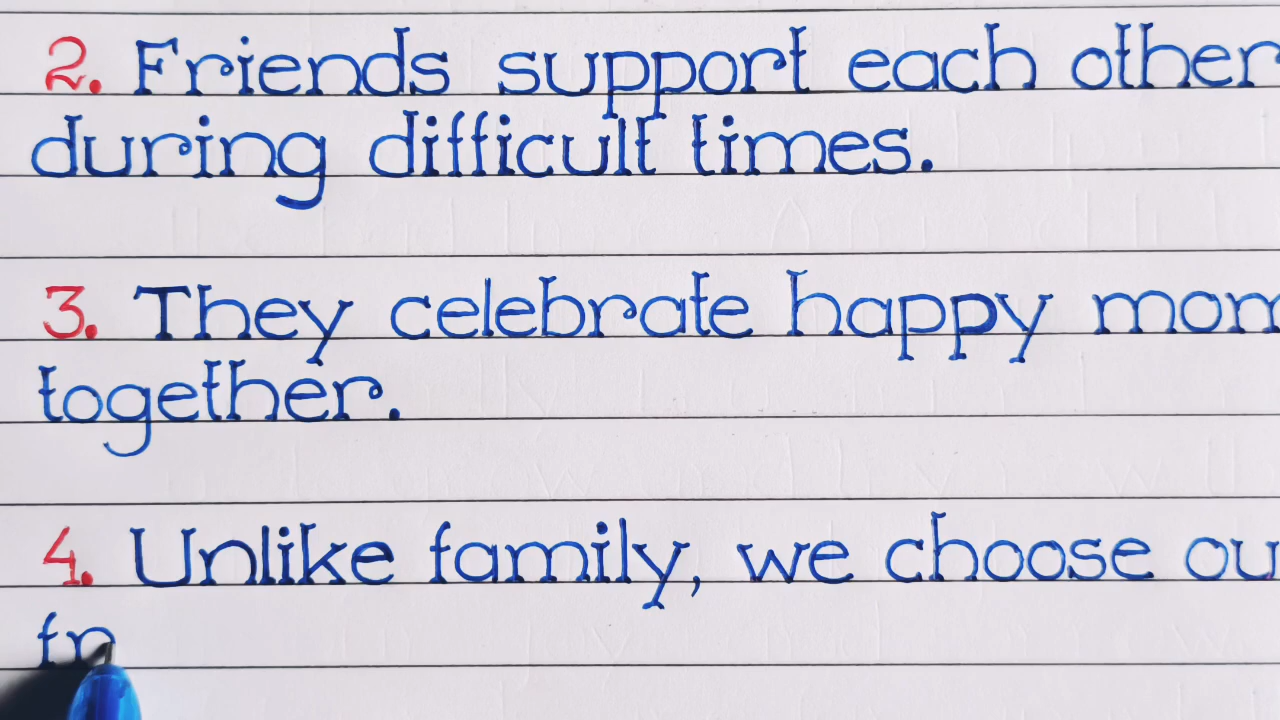 2. Friends support each other
during difficult times.
3. They celebrate happy mom
together.
4. Unlike family, we choose ou
fr